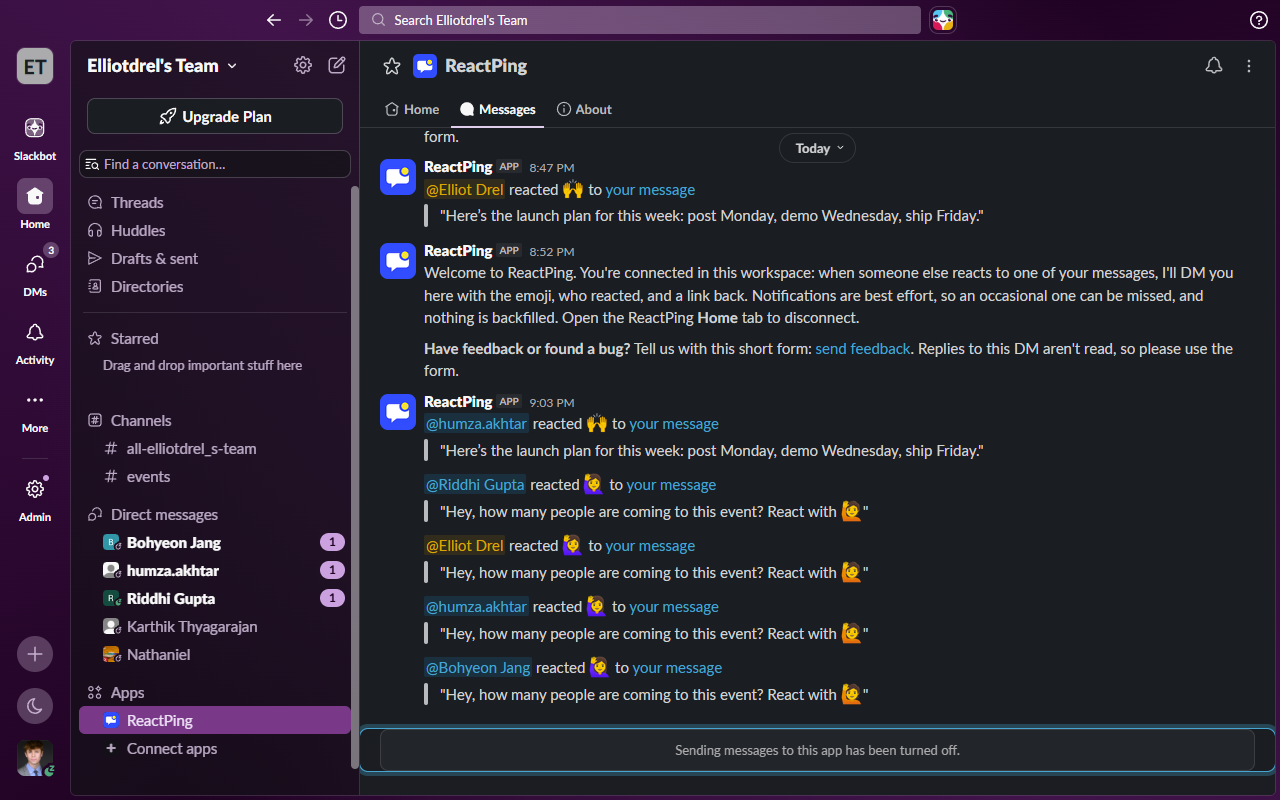 Search Elliotdrel's Team
ET
Slackbot
Home
3
DMs
Activity
More
Admin
Elliotdrel's Team
Upgrade Plan
Find a conversation...
Threads
Huddles
Drafts & sent
Directories
Starred
Drag and drop important stuff here
Channels
# all-elliotdrel_s-team
# events
Direct messages
B Bohyeon Jang 1
humza.akhtar 1
R Riddhi Gupta 1
Karthik Thyagarajan
Nathaniel
Apps
ReactPing
+ Connect apps
ReactPing
Home Messages About
form.
Today
ReactPing APP 8:47 PM
@Elliot Drel reacted 🙌 to your message
"Here's the launch plan for this week: post Monday, demo Wednesday, ship Friday."
ReactPing APP 8:52 PM
Welcome to ReactPing. You're connected in this workspace: when someone else reacts to one of your messages, I'll DM you
here with the emoji, who reacted, and a link back. Notifications are best effort, so an occasional one can be missed, and
nothing is backfilled. Open the ReactPing Home tab to disconnect.
Have feedback or found a bug? Tell us with this short form: send feedback. Replies to this DM aren't read, so please use the
form.
ReactPing APP 9:03 PM
@humza.akhtar reacted 🙌 to your message
"Here's the launch plan for this week: post Monday, demo Wednesday, ship Friday."
@Riddhi Gupta reacted 🙋‍♀️ to your message
"Hey, how many people are coming to this event? React with 🙋"
@Elliot Drel reacted 🙋‍♀️ to your message
"Hey, how many people are coming to this event? React with 🙋"
@humza.akhtar reacted 🙋‍♀️ to your message
"Hey, how many people are coming to this event? React with 🙋"
@Bohyeon Jang reacted 🙋‍♀️ to your message
"Hey, how many people are coming to this event? React with 🙋"
Sending messages to this app has been turned off.